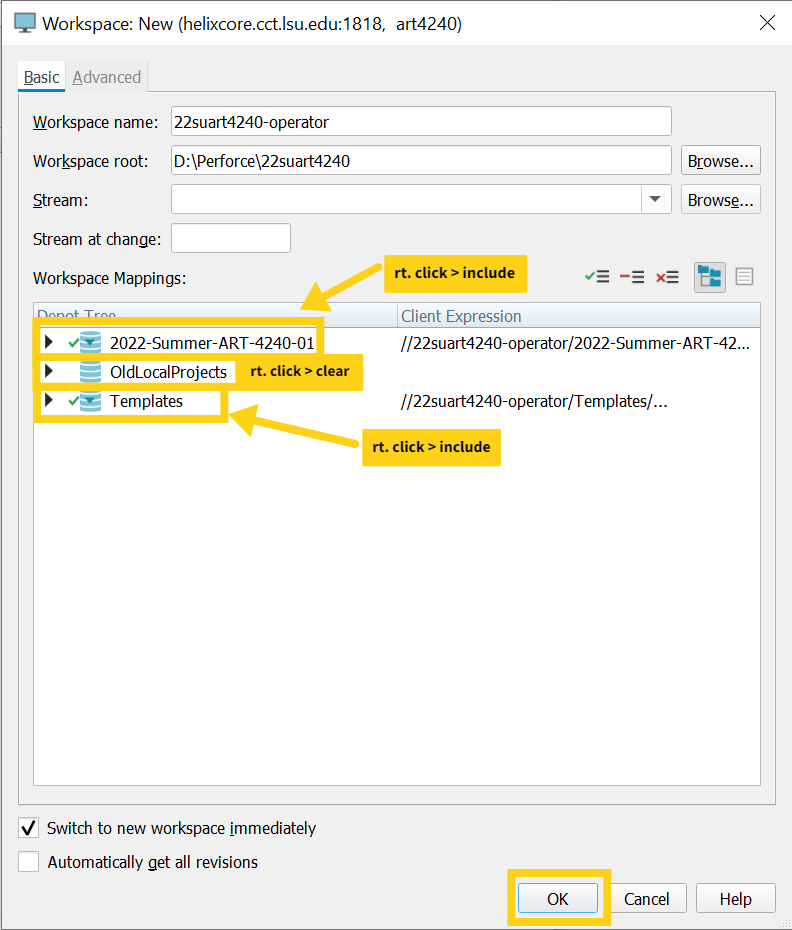 Workspace: New (helixcore.cct.lsu.edu:1818, art4240)
Basic
Advanced
Workspace name:
22suart4240-operator
Workspace root:
D:\Perforce\22suart4240
Browse...
Stream:
Browse...
Stream at change:
Workspace Mappings:
rt. click > include
Depot Tree
Client Expression
2022-Summer-ART-4240-01
//22suart4240-operator/2022-Summer-ART-42...
OldLocalProjects
rt. click > clear
Templates
//22suart4240-operator/Templates/...
rt. click > include
Switch to new workspace immediately
Automatically get all revisions
OK
Cancel
Help